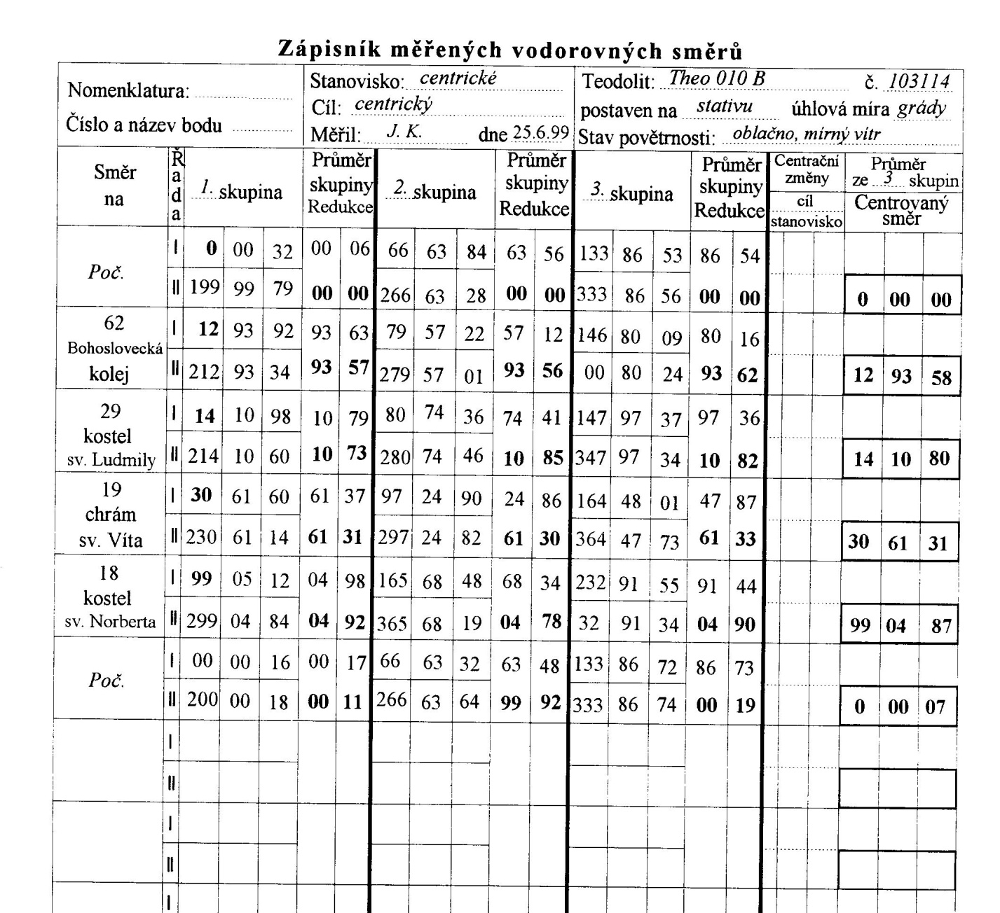 Zápisník měřených vodorovných směrů
Nomenklatura:
Číslo a název bodu
Stanovisko: centrické
Cíl: centrický
Měřil: J. K. dne 25.6.99
Teodolit: Theo 010 B č. 103114
postaven na stativu úhlová míra grády
Stav povětrnosti: oblačno, mírný vítr
Směr na
Řada
1. skupina
Průměr skupiny Redukce
2. skupina
Průměr skupiny Redukce
3. skupina
Průměr skupiny Redukce
Centrační změny
cíl
stanovisko
Průměr ze 3 skupin
Centrovaný směr
Poč.
I 0 00 32 00 06 66 63 84 63 56 133 86 53 86 54
II 199 99 79 00 00 266 63 28 00 00 333 86 56 00 00 0 00 00
62 Bohoslovecká kolej
I 12 93 92 93 63 79 57 22 57 12 146 80 09 80 16
II 212 93 34 93 57 279 57 01 93 56 00 80 24 93 62 12 93 58
29 kostel sv. Ludmily
I 14 10 98 10 79 80 74 36 74 41 147 97 37 97 36
II 214 10 60 10 73 280 74 46 10 85 347 97 34 10 82 14 10 80
19 chrám sv. Víta
I 30 61 60 61 37 97 24 90 24 86 164 48 01 47 87
II 230 61 14 61 31 297 24 82 61 30 364 47 73 61 33 30 61 31
18 kostel sv. Norberta
I 99 05 12 04 98 165 68 48 68 34 232 91 55 91 44
II 299 04 84 04 92 365 68 19 04 78 32 91 34 04 90 99 04 87
Poč.
I 00 00 16 00 17 66 63 32 63 48 133 86 72 86 73
II 200 00 18 00 11 266 63 64 99 92 333 86 74 00 19 0 00 07
I
II
I
II
I